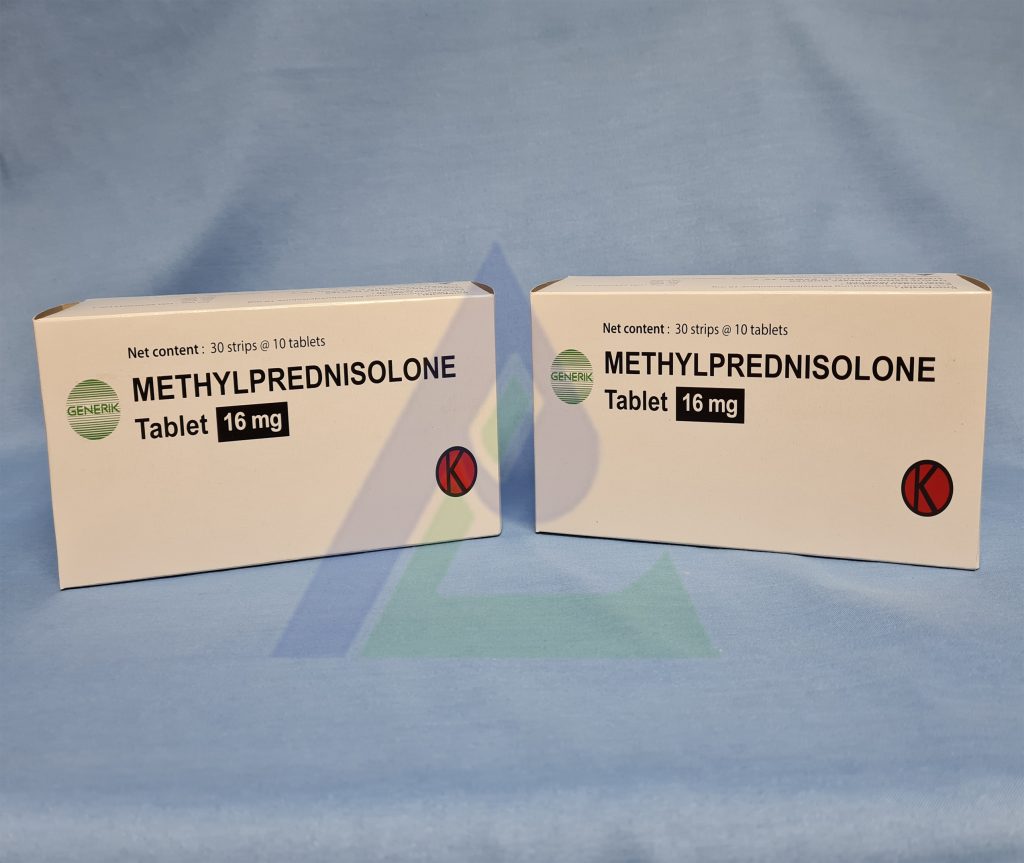 Net content : 30 strips @ 10 tablets
GENERIK
METHYLPREDNISOLONE
Tablet 16 mg
K
Net content : 30 strips @ 10 tablets
GENERIK
METHYLPREDNISOLONE
Tablet 16 mg
K